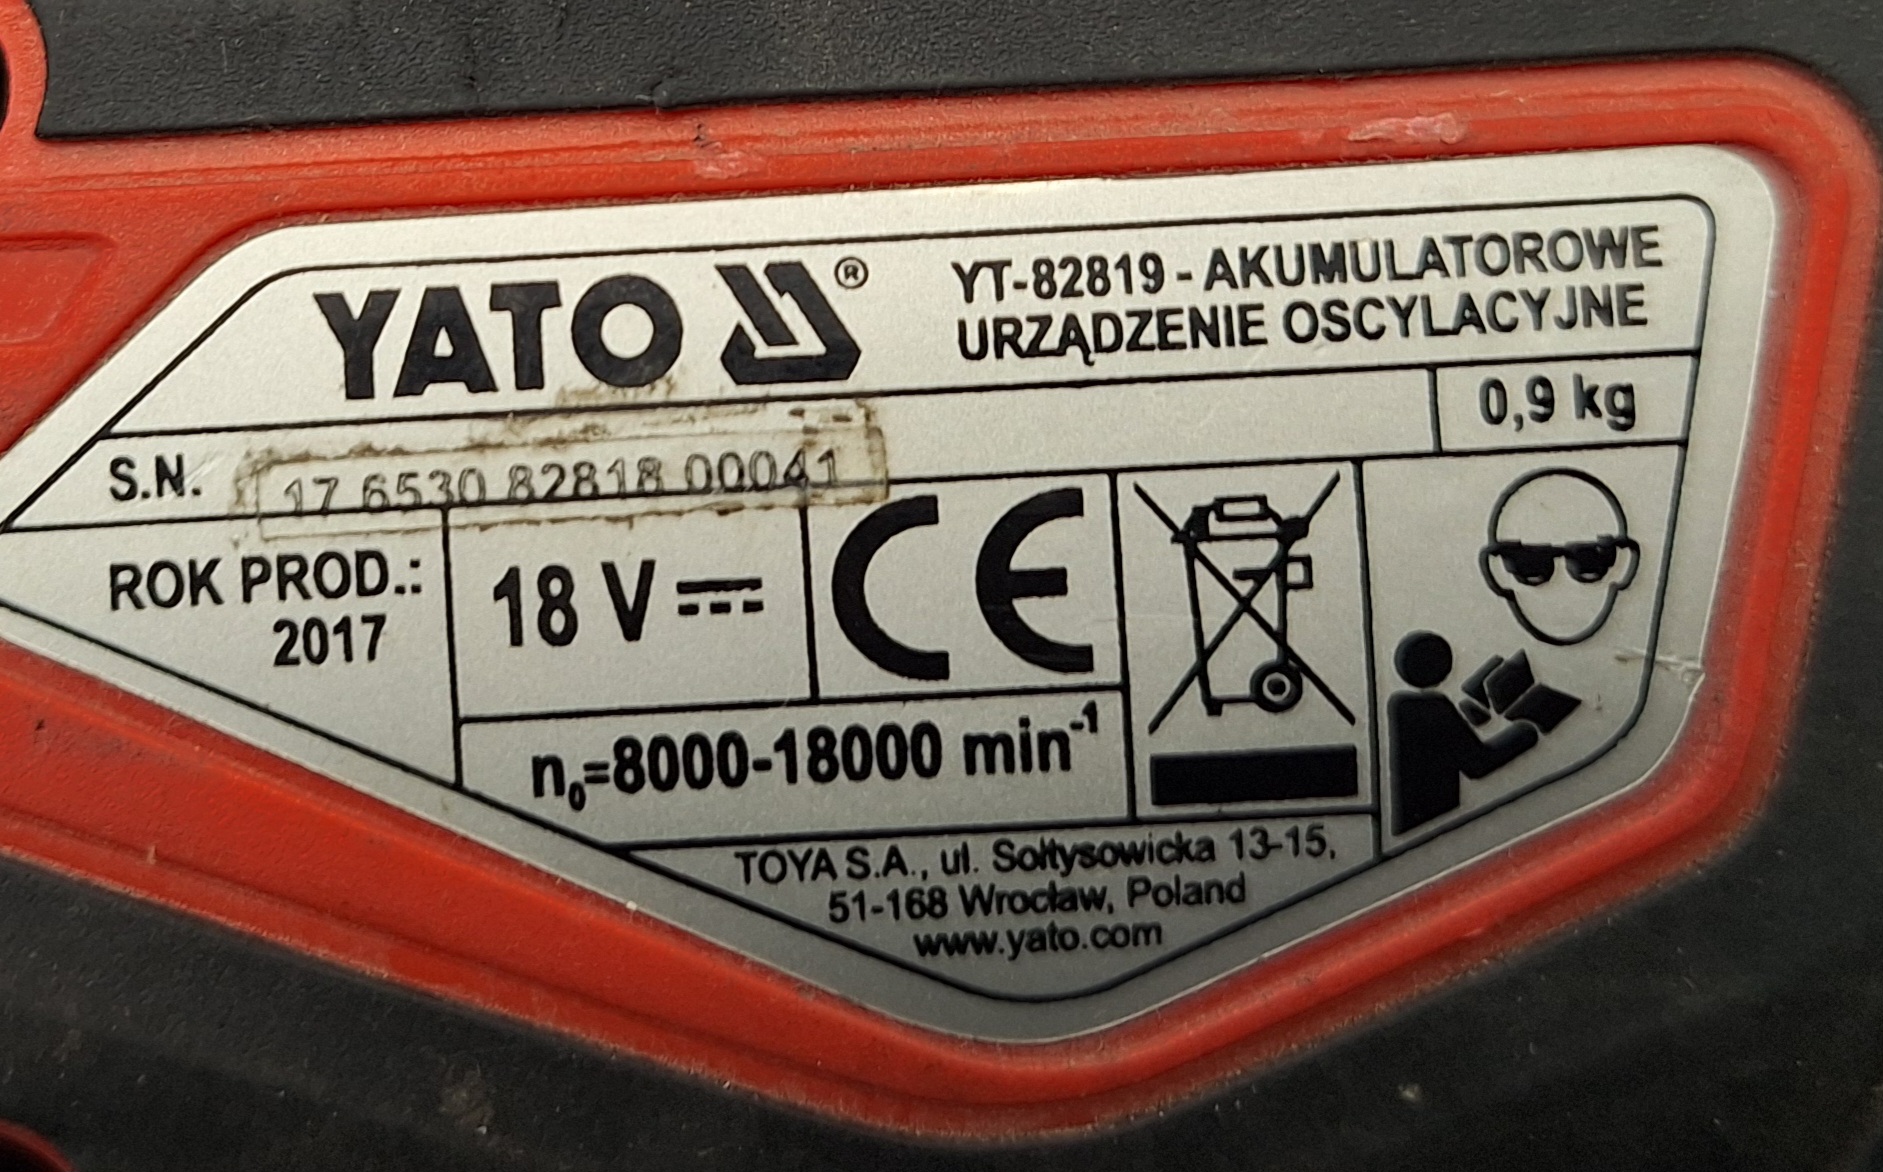 YATO ®
YT-82819 - AKUMULATOROWE
URZĄDZENIE OSCYLACYJNE
0,9 kg
S.N. 17 6530 82818 00041
ROK PROD.:
2017
18 V
CE
n₀=8000-18000 min⁻¹
TOYA S.A., ul. Sołtysowicka 13-15,
51-168 Wrocław, Poland
www.yato.com